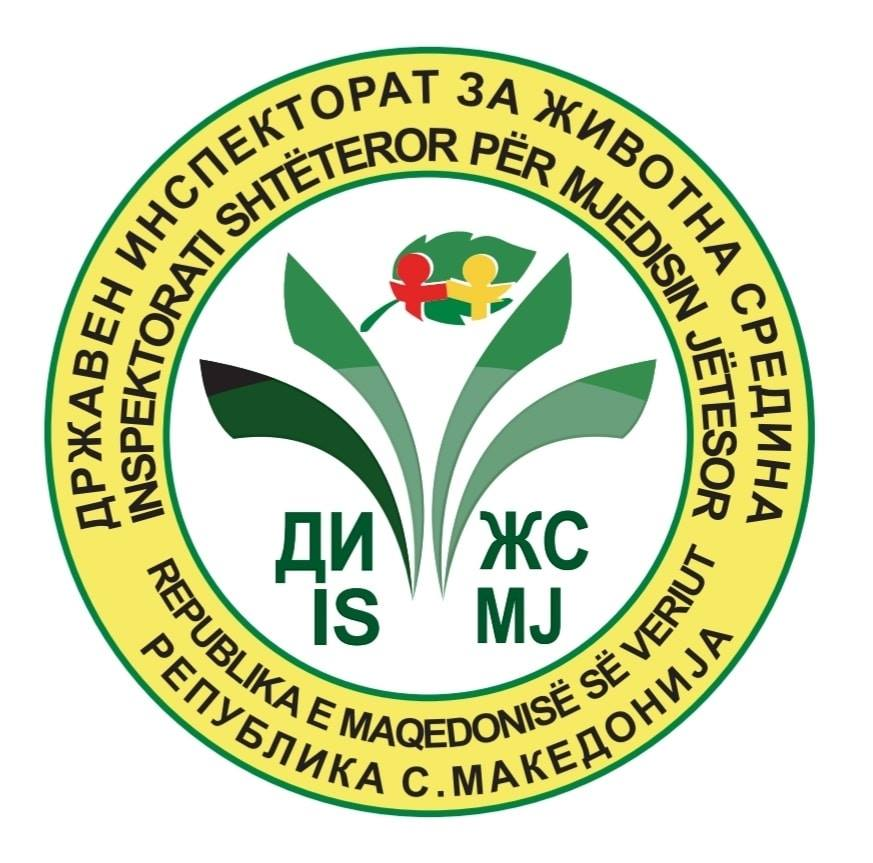 ДРЖАВЕН ИНСПЕКТОРАТ ЗА ЖИВОТНА СРЕДИНА
INSPEKTORATI SHTËTEROR PËR MJEDISIN JËTESOR
ДИ ЖС
IS MJ
REPUBLIKA E MAQEDONISË SË VERIUT
РЕПУБЛИКА С.МАКЕДОНИЈА